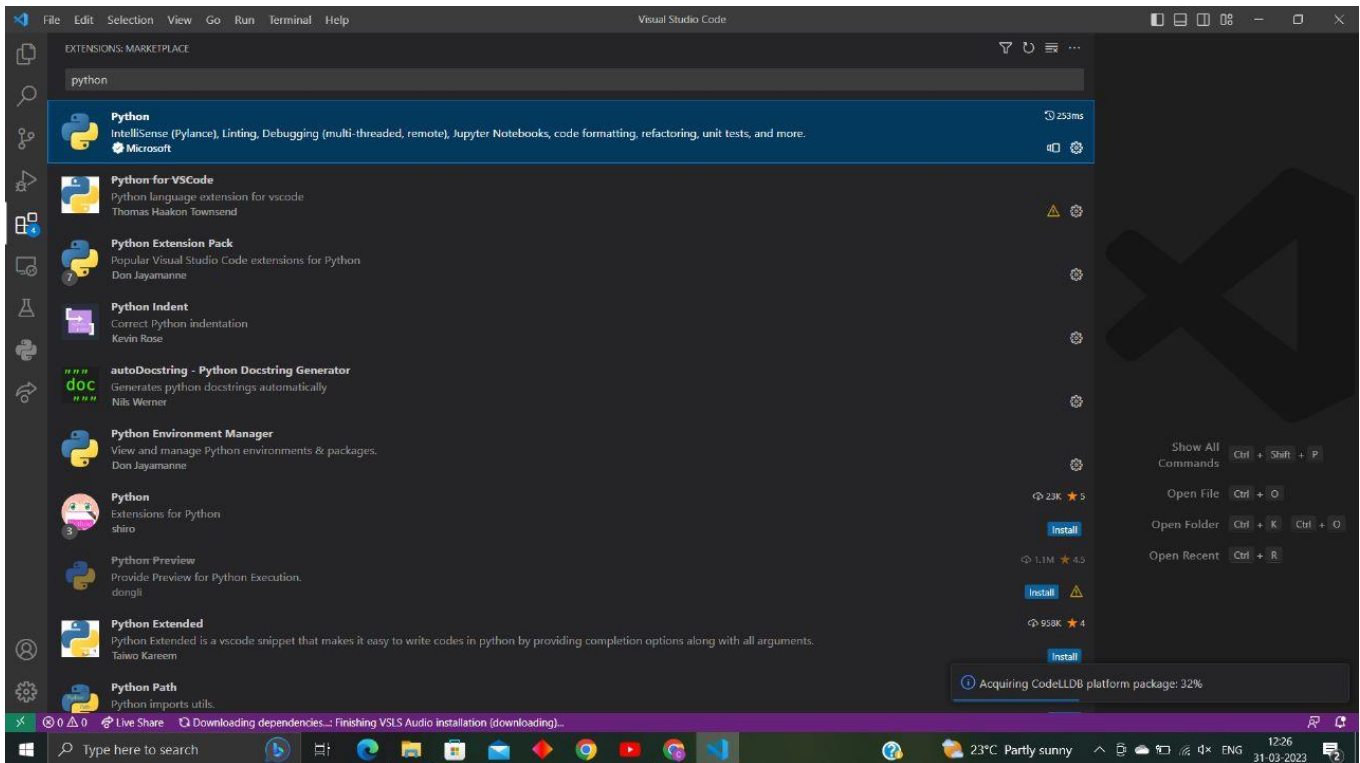 File Edit Selection View Go Run Terminal Help
Visual Studio Code
EXTENSIONS: MARKETPLACE
python
Python
253ms
IntelliSense (Pylance), Linting, Debugging (multi-threaded, remote), Jupyter Notebooks, code formatting, refactoring, unit tests, and more.
Microsoft
Python for VSCode
Python language extension for vscode
Thomas Haakon Townsend
Python Extension Pack
Popular Visual Studio Code extensions for Python
7
Don Jayamanne
Python Indent
Correct Python indentation
Kevin Rose
autoDocstring - Python Docstring Generator
""" doc """
Generates python docstrings automatically
Nils Werner
Python Environment Manager
View and manage Python environments & packages.
Don Jayamanne
Python
23K ★ 5
Extensions for Python
3
shiro
Install
Python Preview
1.1M ★ 4.5
Provide Preview for Python Execution.
dongli
Install
Python Extended
958K ★ 4
Python Extended is a vscode snippet that makes it easy to write codes in python by providing completion options along with all arguments.
Taiwo Kareem
Install
Python Path
Python imports utils.
4
Show All Commands Ctrl + Shift + P
Open File Ctrl + O
Open Folder Ctrl + K Ctrl + O
Open Recent Ctrl + R
Acquiring CodeLLDB platform package: 32%
0 0 Live Share Downloading dependencies...: Finishing VSLS Audio installation (downloading)...
Type here to search
23°C Partly sunny
ENG
12:26
31-03-2023
2